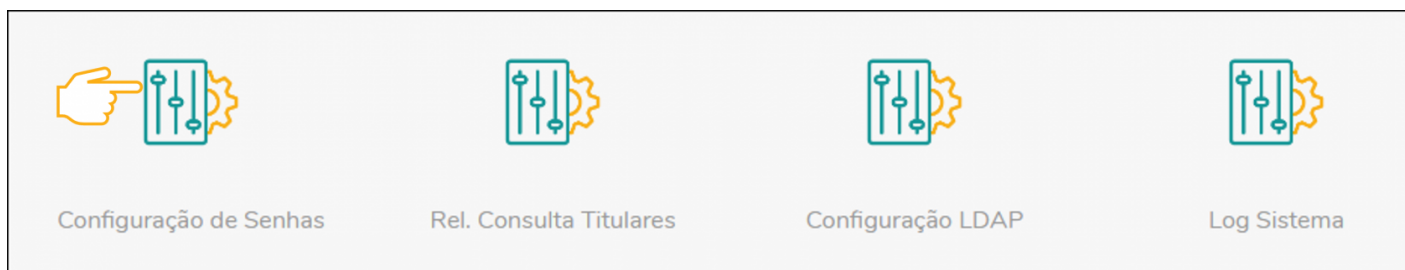 Configuração de Senhas
Rel. Consulta Titulares
Configuração LDAP
Log Sistema